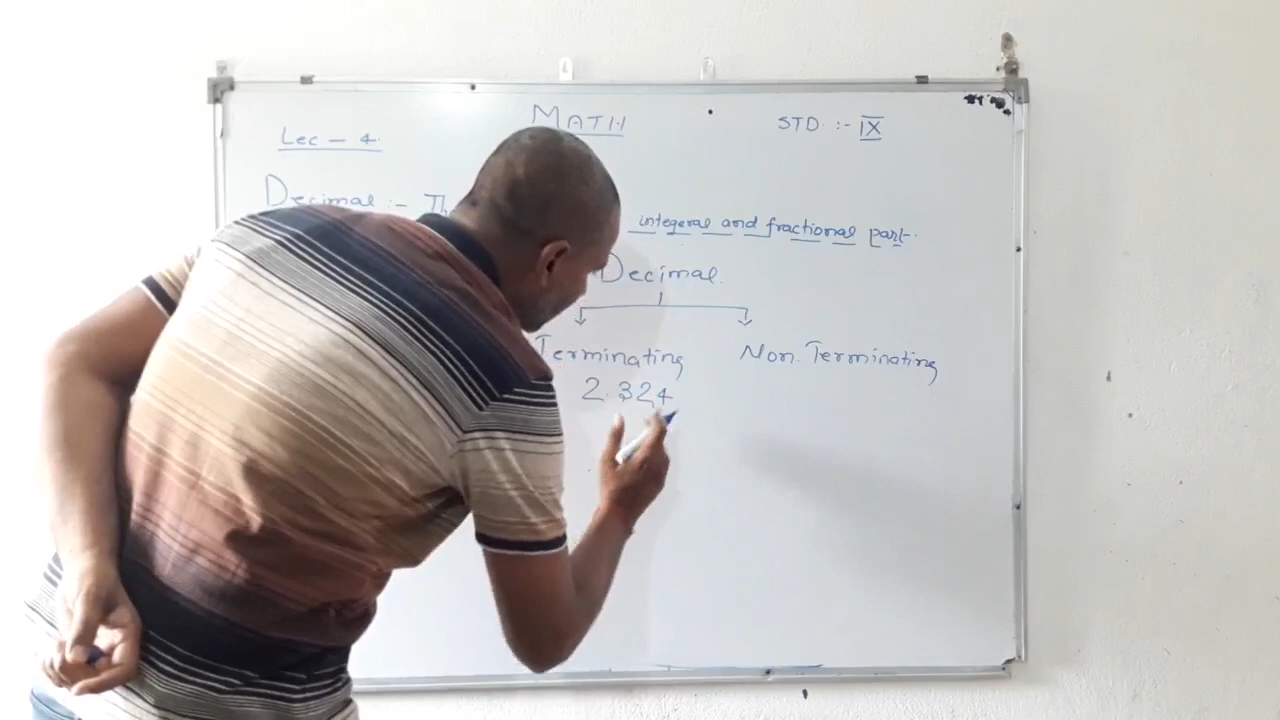 MATH
STD. :- IX
Lec - 4.
Decimal :- Th
integeral and fractional part.
Decimal.
Terminating Non. Terminating
2.324